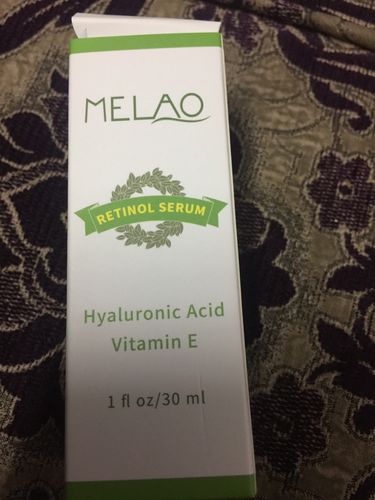 MELAO
RETINOL SERUM
Hyaluronic Acid
Vitamin E
1 fl oz/30 ml